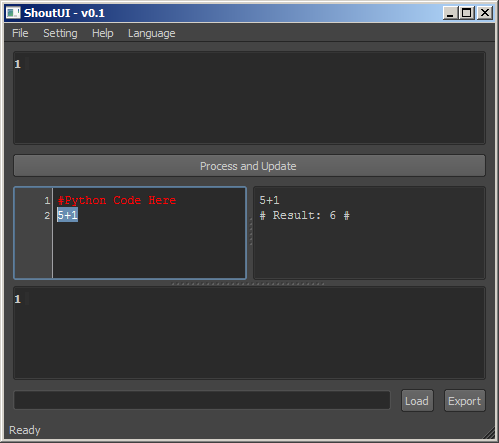 ShoutUI - v0.1
File Setting Help Language
1
Process and Update
1 #Python Code Here
2 5+1
5+1
# Result: 6 #
1
Load Export
Ready